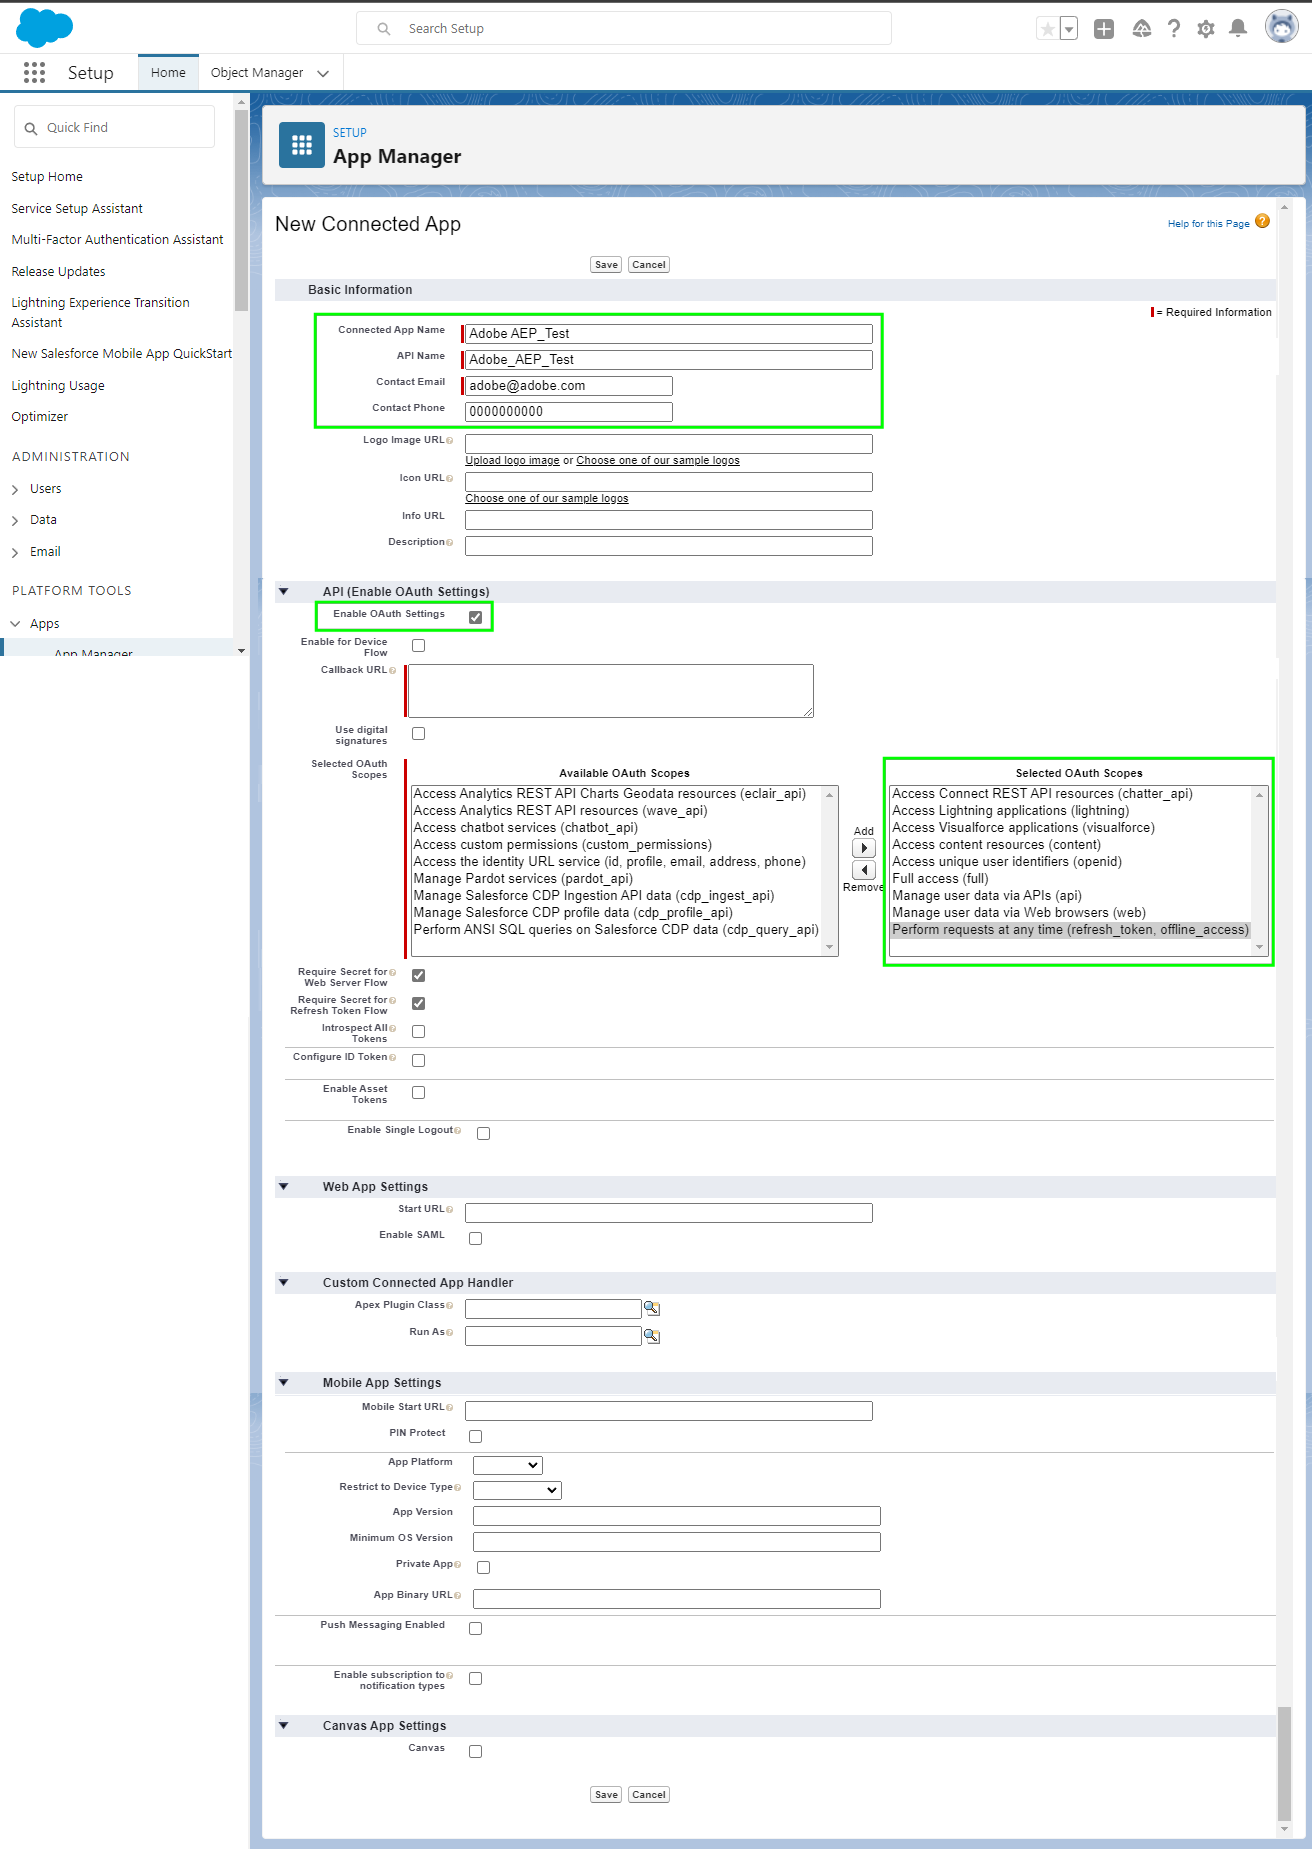 Search Setup
Setup
Home
Object Manager
Quick Find
Setup Home
Service Setup Assistant
Multi-Factor Authentication Assistant
Release Updates
Lightning Experience Transition
Assistant
New Salesforce Mobile App QuickStart
Lightning Usage
Optimizer
ADMINISTRATION
Users
Data
Email
PLATFORM TOOLS
Apps
App Manager
SETUP
App Manager
New Connected App
Help for this Page
Save Cancel
Basic Information
= Required Information
Connected App Name Adobe AEP_Test
API Name Adobe_AEP_Test
Contact Email adobe@adobe.com
Contact Phone 0000000000
Logo Image URL
Upload logo image or Choose one of our sample logos
Icon URL
Choose one of our sample logos
Info URL
Description
API (Enable OAuth Settings)
Enable OAuth Settings
Enable for Device
Flow
Callback URL
Use digital
signatures
Selected OAuth
Scopes
Available OAuth Scopes
Access Analytics REST API Charts Geodata resources (eclair_api)
Access Analytics REST API resources (wave_api)
Access chatbot services (chatbot_api)
Access custom permissions (custom_permissions)
Access the identity URL service (id, profile, email, address, phone)
Manage Pardot services (pardot_api)
Manage Salesforce CDP Ingestion API data (cdp_ingest_api)
Manage Salesforce CDP profile data (cdp_profile_api)
Perform ANSI SQL queries on Salesforce CDP data (cdp_query_api)
Add
Remove
Selected OAuth Scopes
Access Connect REST API resources (chatter_api)
Access Lightning applications (lightning)
Access Visualforce applications (visualforce)
Access content resources (content)
Access unique user identifiers (openid)
Full access (full)
Manage user data via APIs (api)
Manage user data via Web browsers (web)
Perform requests at any time (refresh_token, offline_access)
Require Secret for
Web Server Flow
Require Secret for
Refresh Token Flow
Introspect All
Tokens
Configure ID Token
Enable Asset
Tokens
Enable Single Logout
Web App Settings
Start URL
Enable SAML
Custom Connected App Handler
Apex Plugin Class
Run As
Mobile App Settings
Mobile Start URL
PIN Protect
App Platform
Restrict to Device Type
App Version
Minimum OS Version
Private App
App Binary URL
Push Messaging Enabled
Enable subscription to
notification types
Canvas App Settings
Canvas
Save Cancel